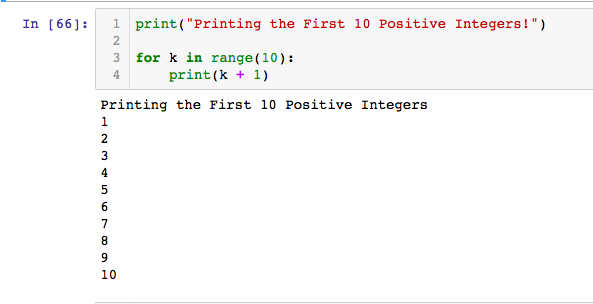 In [66]: 1 print("Printing the First 10 Positive Integers!")
2
3 for k in range(10):
4     print(k + 1)
Printing the First 10 Positive Integers
1
2
3
4
5
6
7
8
9
10